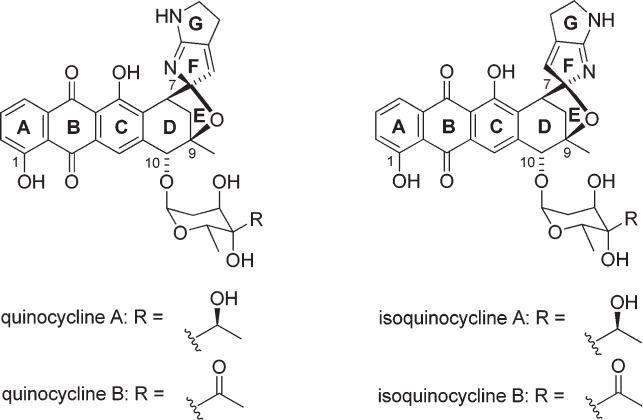 HN G
G NH
N F
F N
O OH 7 O
O OH 7 O
A B C D E
A B C D E
1 10 9
1 10 9
OH O O OH
OH O O OH
R
R
O OH
O OH
OH
OH
quinocycline A: R =
isoquinocycline A: R =
O
O
quinocycline B: R =
isoquinocycline B: R =